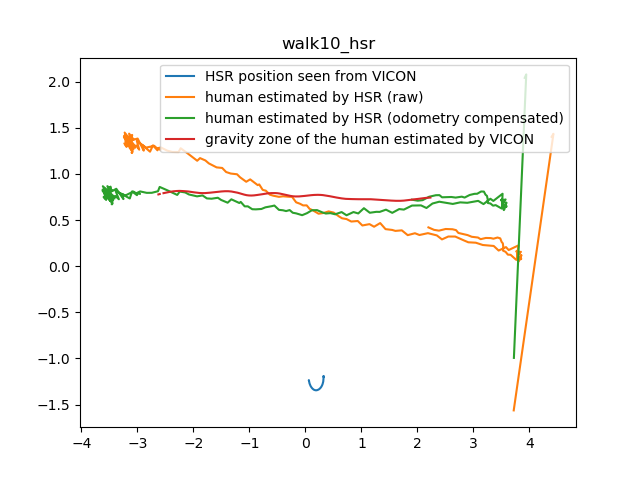 walk10_hsr
HSR position seen from VICON
human estimated by HSR (raw)
human estimated by HSR (odometry compensated)
gravity zone of the human estimated by VICON
2.0
1.5
1.0
0.5
0.0
−0.5
−1.0
−1.5
−4 −3 −2 −1 0 1 2 3 4